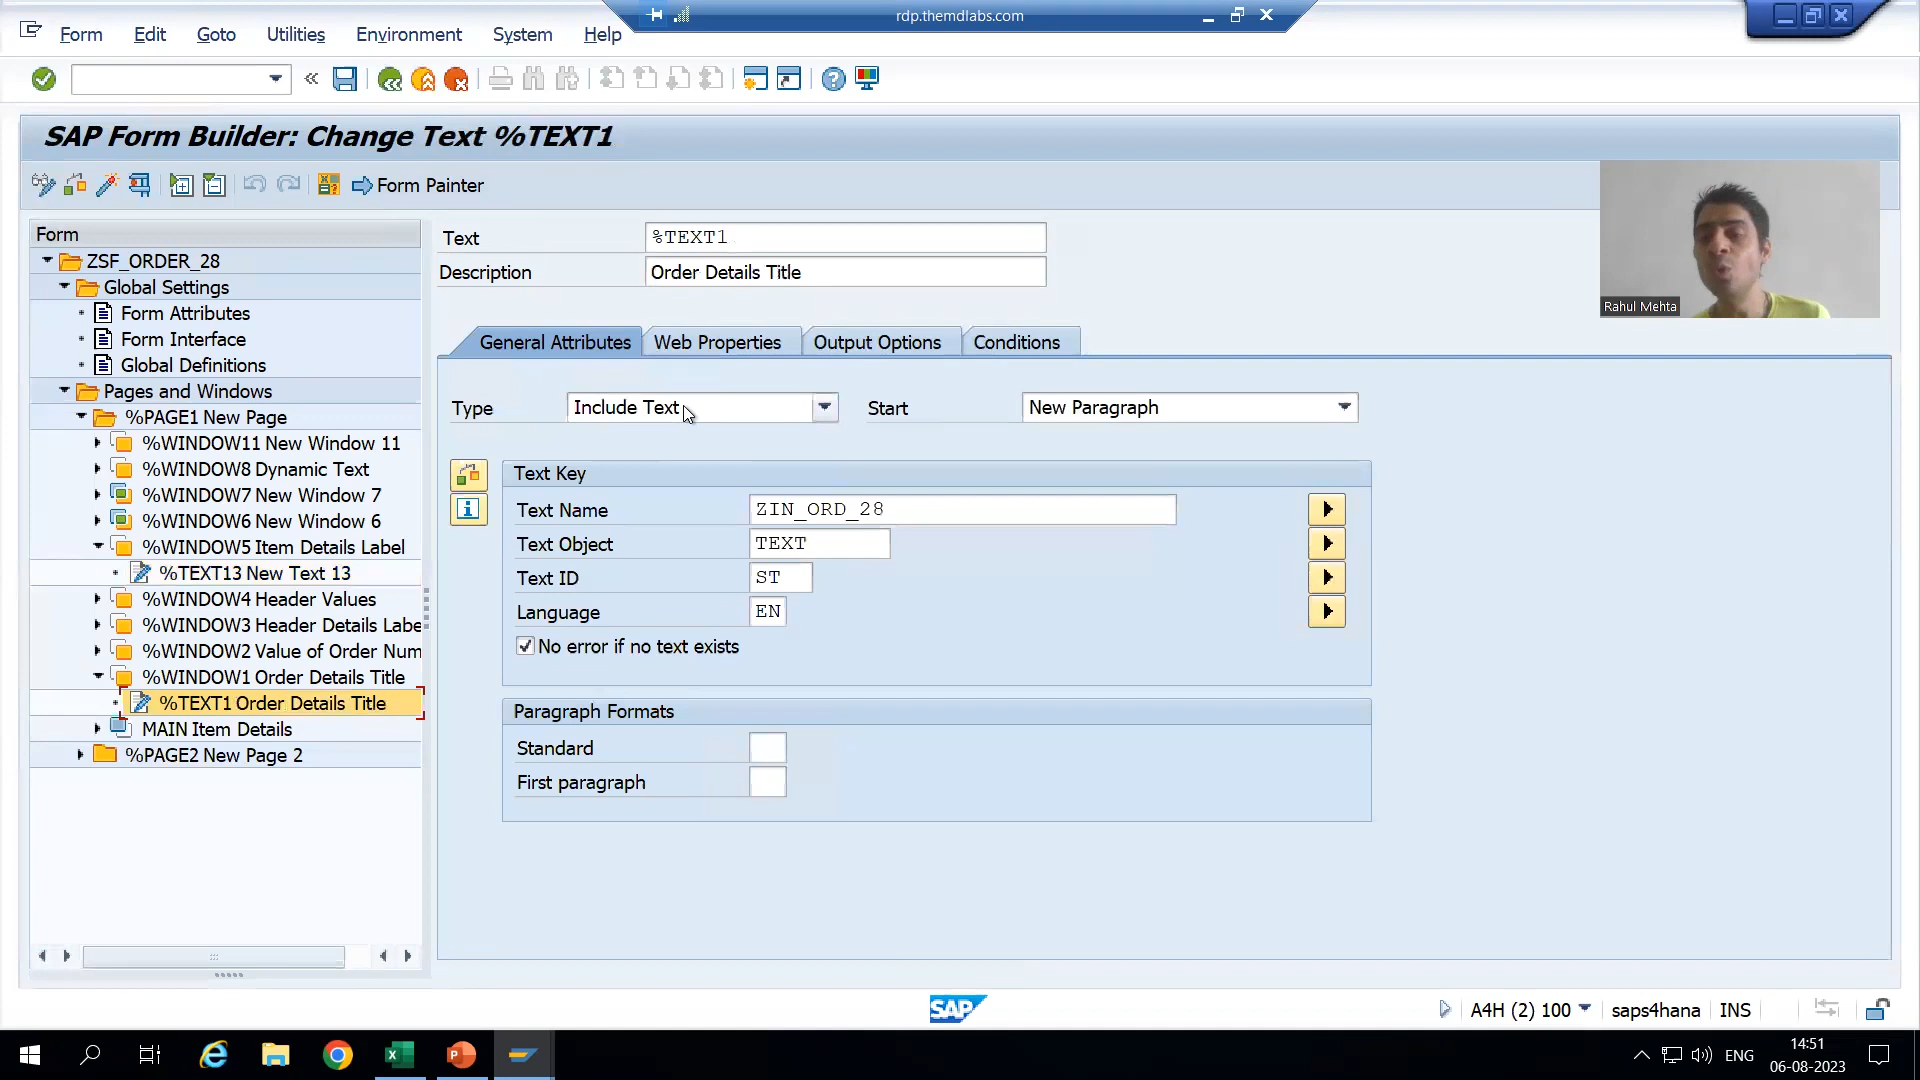 rdp.themdlabs.com
Form Edit Goto Utilities Environment System Help
SAP Form Builder: Change Text %TEXT1
Form Painter
Form
ZSF_ORDER_28
Global Settings
Form Attributes
Form Interface
Global Definitions
Pages and Windows
%PAGE1 New Page
%WINDOW11 New Window 11
%WINDOW8 Dynamic Text
%WINDOW7 New Window 7
%WINDOW6 New Window 6
%WINDOW5 Item Details Label
%TEXT13 New Text 13
%WINDOW4 Header Values
%WINDOW3 Header Details Labe
%WINDOW2 Value of Order Num
%WINDOW1 Order Details Title
%TEXT1 Order Details Title
MAIN Item Details
%PAGE2 New Page 2
Text %TEXT1
Description Order Details Title
General Attributes Web Properties Output Options Conditions
Type Include Text Start New Paragraph
Text Key
Text Name ZIN_ORD_28
Text Object TEXT
Text ID ST
Language EN
No error if no text exists
Paragraph Formats
Standard
First paragraph
Rahul Mehta
SAP
A4H (2) 100 saps4hana INS
ENG
14:51
06-08-2023